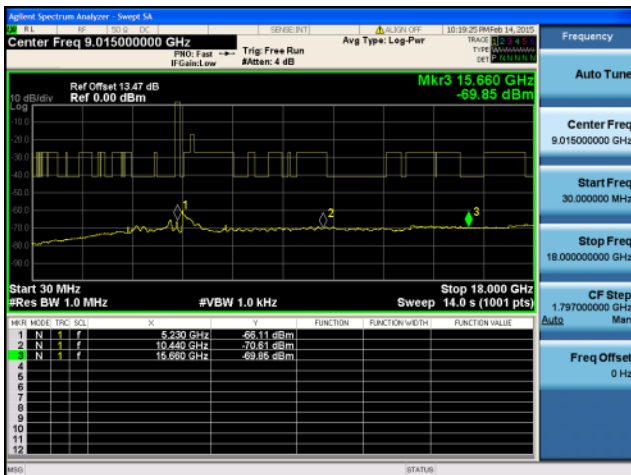 Agilent Spectrum Analyzer - Swept SA
RL RF 50 Ω DC SENSE:INT ALIGN OFF 10:19:25 PM Feb 14, 2015
Center Freq 9.015000000 GHz
PNO: Fast
IFGain:Low
Trig: Free Run
#Atten: 4 dB
Avg Type: Log-Pwr
TRACE 1 2 3 4 5 6
TYPE
DET P N N N N N
Ref Offset 13.47 dB
Ref 0.00 dBm
10 dB/div
Log
Mkr3 15.660 GHz
-69.85 dBm
-10.0
-20.0
-30.0
-40.0
-50.0
-60.0
-70.0
-80.0
-90.0
1
2
3
Start 30 MHz
#Res BW 1.0 MHz
#VBW 1.0 kHz
Stop 18.000 GHz
Sweep 14.0 s (1001 pts)
MKR MODE TRC SCL X Y FUNCTION FUNCTION WIDTH FUNCTION VALUE
1 N 1 f 5.230 GHz -66.11 dBm
2 N 1 f 10.440 GHz -70.61 dBm
3 N 1 f 15.660 GHz -69.85 dBm
4
5
6
7
8
9
10
11
12
MSG
STATUS
Frequency
Auto Tune
Center Freq
9.015000000 GHz
Start Freq
30.000000 MHz
Stop Freq
18.000000000 GHz
CF Step
1.797000000 GHz
Auto Man
Freq Offset
0 Hz